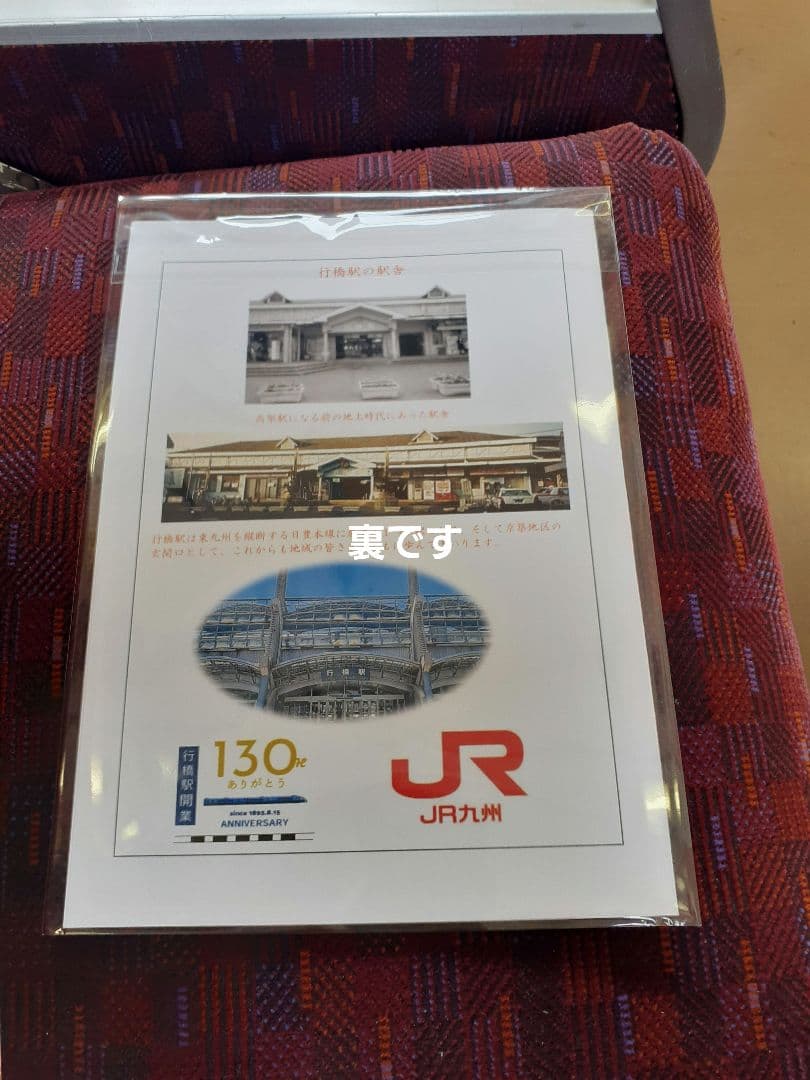 行橋駅の駅舎
高架駅になる前の地上時代にあった駅舎
行橋駅は東九州を縦断する日豊本線に
そして京築地区の
玄関口として、これからも地域の皆さ
ります。
裏です
行橋駅
行橋駅開業
130
ありがとう
since 1895.8.15
ANNIVERSARY
JR
JR九州